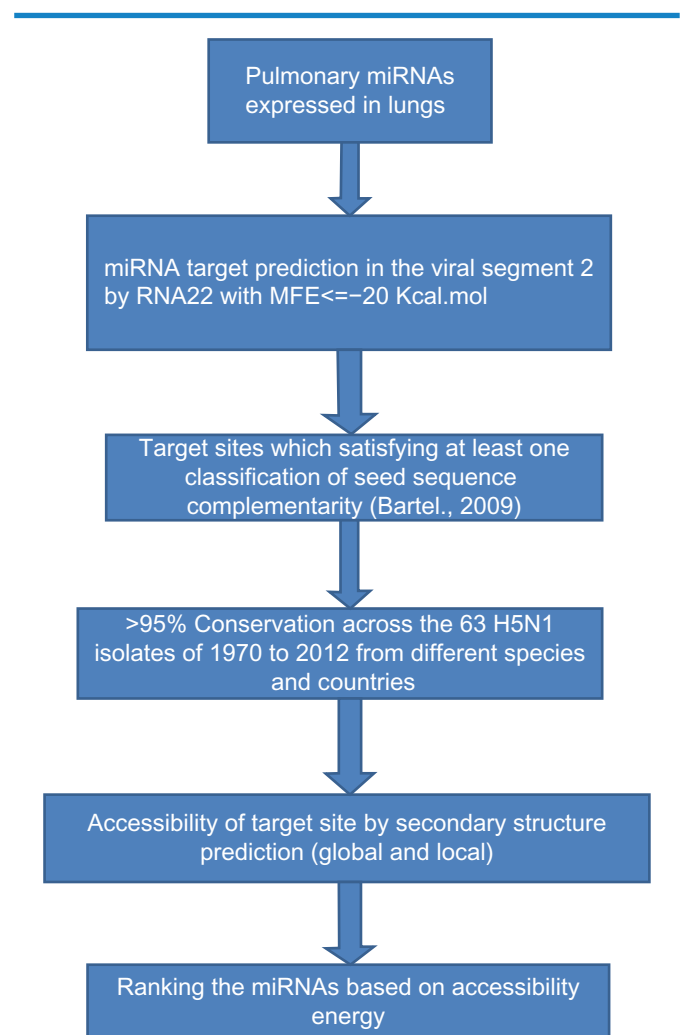 Pulmonary miRNAs
expressed in lungs
miRNA target prediction in the viral segment 2
by RNA22 with MFE<=−20 Kcal.mol
Target sites which satisfying at least one
classification of seed sequence
complementarity (Bartel., 2009)
>95% Conservation across the 63 H5N1
isolates of 1970 to 2012 from different species
and countries
Accessibility of target site by secondary structure
prediction (global and local)
Ranking the miRNAs based on accessibility
energy